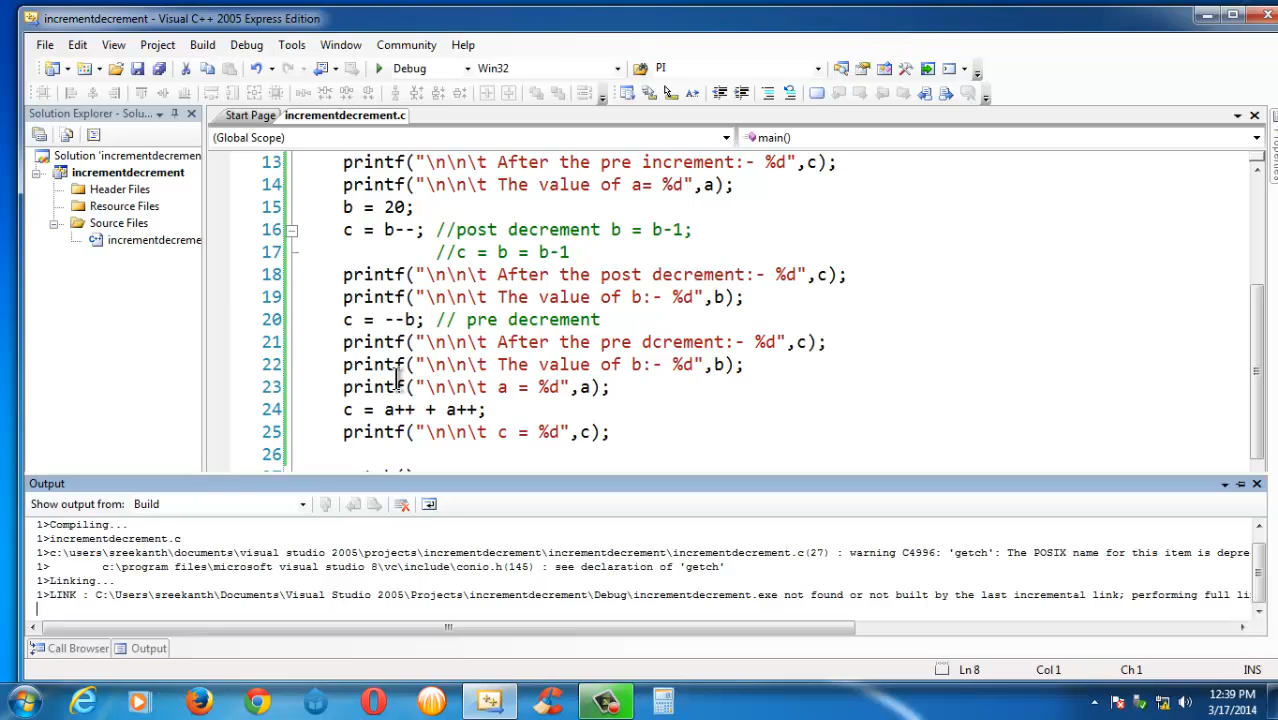 incrementdecrement - Visual C++ 2005 Express Edition
File Edit View Project Build Debug Tools Window Community Help
Debug Win32 PI
Solution Explorer - Solu...
Start Page incrementdecrement.c
(Global Scope) main()
Solution 'incrementdecremen
incrementdecrement
Header Files
Resource Files
Source Files
incrementdecreme
13 printf("\n\n\t After the pre increment:- %d",c);
14 printf("\n\n\t The value of a= %d",a);
15 b = 20;
16 c = b--; //post decrement b = b-1;
17 //c = b = b-1
18 printf("\n\n\t After the post decrement:- %d",c);
19 printf("\n\n\t The value of b:- %d",b);
20 c = --b; // pre decrement
21 printf("\n\n\t After the pre dcrement:- %d",c);
22 printf("\n\n\t The value of b:- %d",b);
23 printf("\n\n\t a = %d",a);
24 c = a++ + a++;
25 printf("\n\n\t c = %d",c);
26
Output
Show output from: Build
1>Compiling...
1>incrementdecrement.c
1>c:\users\sreekanth\documents\visual studio 2005\projects\incrementdecrement\incrementdecrement\incrementdecrement.c(27) : warning C4996: 'getch': The POSIX name for this item is depre
1> c:\program files\microsoft visual studio 8\vc\include\conio.h(145) : see declaration of 'getch'
1>Linking...
1>LINK : C:\Users\sreekanth\Documents\Visual Studio 2005\Projects\incrementdecrement\Debug\incrementdecrement.exe not found or not built by the last incremental link; performing full li
Call Browser Output
Ln 8 Col 1 Ch 1 INS
12:39 PM
3/17/2014